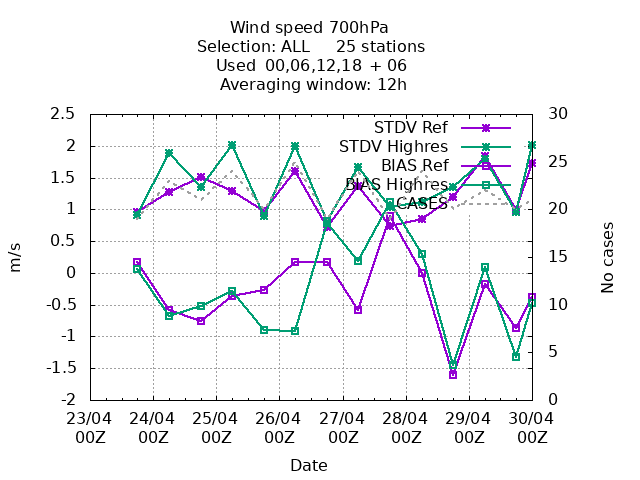 Wind speed 700hPa
Selection: ALL 25 stations
Used 00,06,12,18 + 06
Averaging window: 12h
STDV Ref
STDV Highres
BIAS Ref
BIAS Highres
CASES
2.5
2
1.5
1
0.5
0
-0.5
-1
-1.5
-2
30
25
20
15
10
5
0
m/s
No cases
23/04 24/04 25/04 26/04 27/04 28/04 29/04 30/04
00Z 00Z 00Z 00Z 00Z 00Z 00Z 00Z
Date